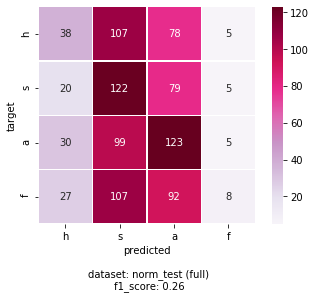 h 38 107 78 5
s 20 122 79 5
a 30 99 123 5
f 27 107 92 8
target
h s a f
predicted
120
100
80
60
40
20
dataset: norm_test (full)
f1_score: 0.26